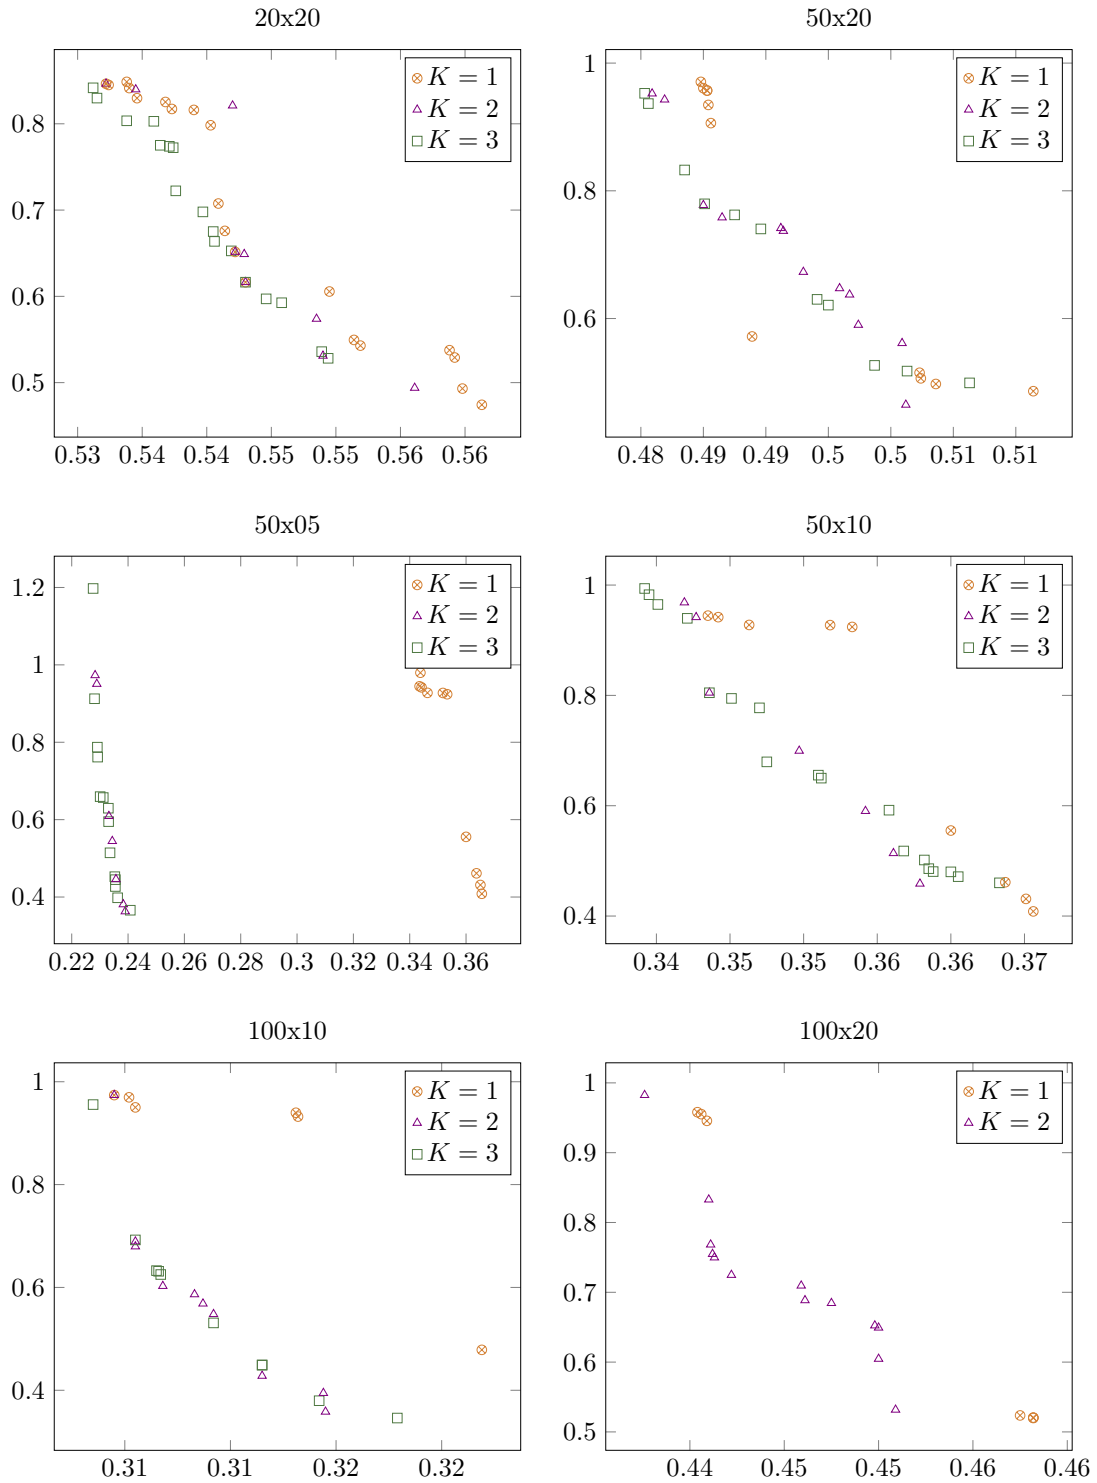 20x20
0.8
0.7
0.6
0.5
0.53 0.54 0.54 0.55 0.55 0.56 0.56
K = 1
K = 2
K = 3
50x20
1
0.8
0.6
0.48 0.49 0.49 0.5 0.5 0.51 0.51
K = 1
K = 2
K = 3
50x05
1.2
1
0.8
0.6
0.4
0.22 0.24 0.26 0.28 0.3 0.32 0.34 0.36
K = 1
K = 2
K = 3
50x10
1
0.8
0.6
0.4
0.34 0.35 0.35 0.36 0.36 0.37
K = 1
K = 2
K = 3
100x10
1
0.8
0.6
0.4
0.31 0.31 0.32 0.32
K = 1
K = 2
K = 3
100x20
1
0.9
0.8
0.7
0.6
0.5
0.44 0.45 0.45 0.46 0.46
K = 1
K = 2